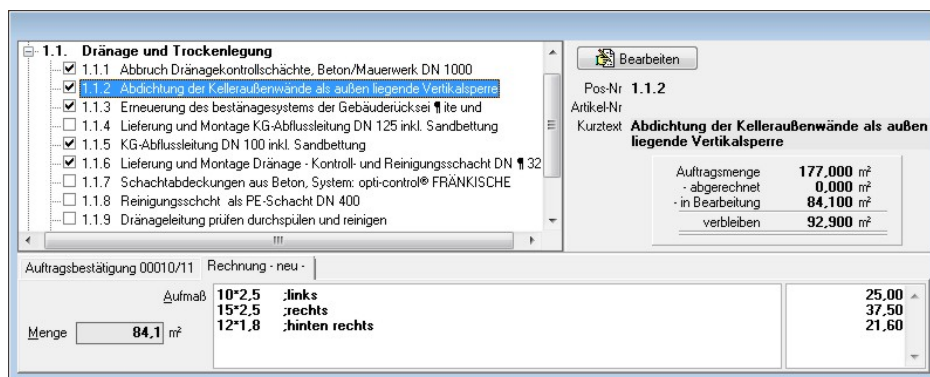 1.1. Dränage und Trockenlegung
1.1.1 Abbruch Dränagekontrollschächte, Beton/Mauerwerk DN 1000
1.1.2 Abdichtung der Kelleraußenwände als außen liegende Vertikalsperre
1.1.3 Erneuerung des bestänagesystems der Gebäuderücksei ¶ ite und
1.1.4 Lieferung und Montage KG-Abflussleitung DN 125 inkl. Sandbettung
1.1.5 KG-Abflussleitung DN 100 inkl. Sandbettung
1.1.6 Lieferung und Montage Dränage - Kontroll- und Reinigungsschacht DN ¶ 32
1.1.7 Schachtabdeckungen aus Beton, System: opti-control® FRÄNKISCHE
1.1.8 Reinigungsschcht als PE-Schacht DN 400
1.1.9 Dränageleitung prüfen durchspülen und reinigen
Bearbeiten
Pos-Nr 1.1.2
Artikel-Nr
Kurztext Abdichtung der Kelleraußenwände als außen
liegende Vertikalsperre
Auftragsmenge 177,000 m²
- abgerechnet 0,000 m²
- in Bearbeitung 84,100 m²
verbleiben 92,900 m²
Auftragsbestätigung 00010/11 Rechnung - neu -
Aufmaß 10*2,5 ;links 25,00
15*2,5 ;rechts 37,50
12*1,8 ;hinten rechts 21,60
Menge 84,1 m²